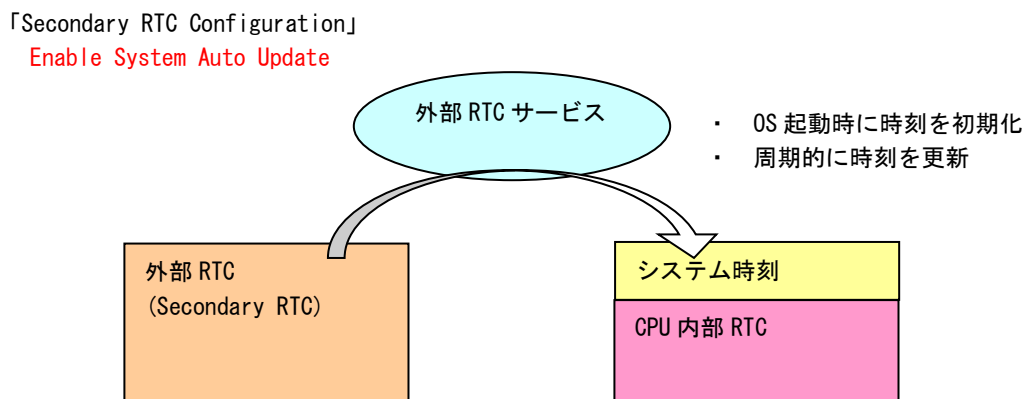 「Secondary RTC Configuration」
Enable System Auto Update
外部 RTC サービス
・ OS 起動時に時刻を初期化
・ 周期的に時刻を更新
外部 RTC
(Secondary RTC)
システム時刻
CPU 内部 RTC